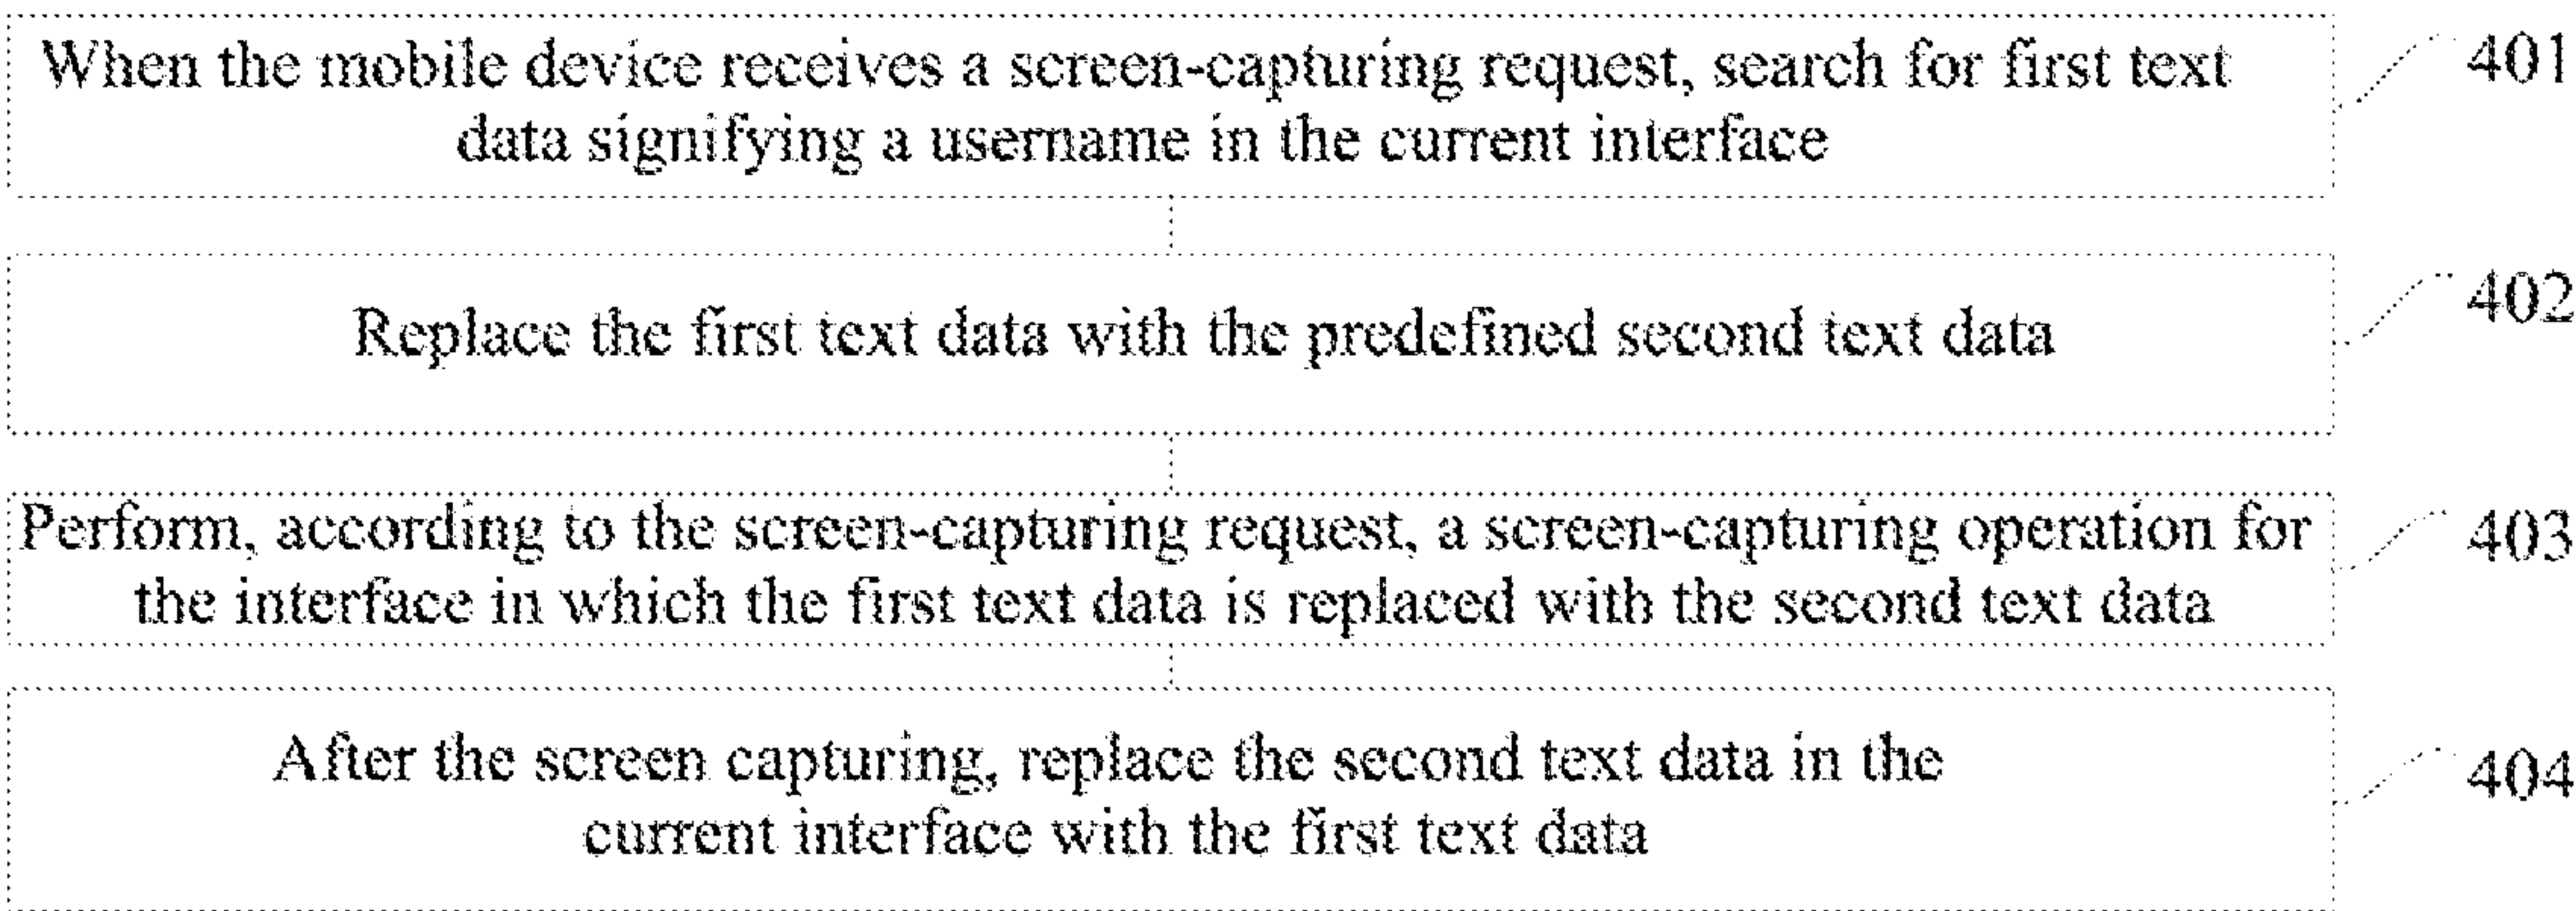 When the mobile device receives a screen-capturing request, search for first text
data signifying a username in the current interface
401
Replace the first text data with the predefined second text data
402
Perform, according to the screen-capturing request, a screen-capturing operation for
the interface in which the first text data is replaced with the second text data
403
After the screen capturing, replace the second text data in the
current interface with the first text data
404